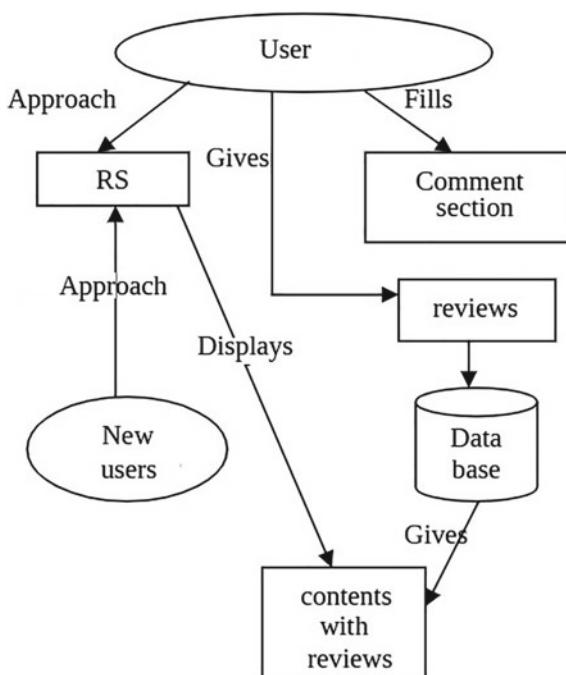 User
Approach
Fills
Gives
RS
Comment
section
Approach
reviews
Displays
New
users
Data
base
Gives
contents
with
reviews